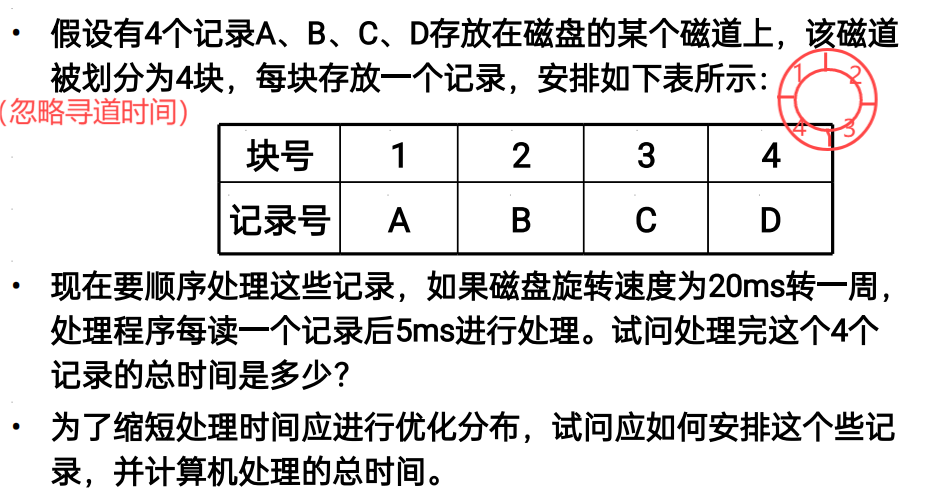 • 假设有4个记录A、B、C、D存放在磁盘的某个磁道上，该磁道
被划分为4块，每块存放一个记录，安排如下表所示：
1 2
4 3
（忽略寻道时间）
块号 1 2 3 4
记录号 A B C D
• 现在要顺序处理这些记录，如果磁盘旋转速度为20ms转一周，
处理程序每读一个记录后5ms进行处理。试问处理完这个4个
记录的总时间是多少？
• 为了缩短处理时间应进行优化分布，试问应如何安排这个些记
录，并计算机处理的总时间。